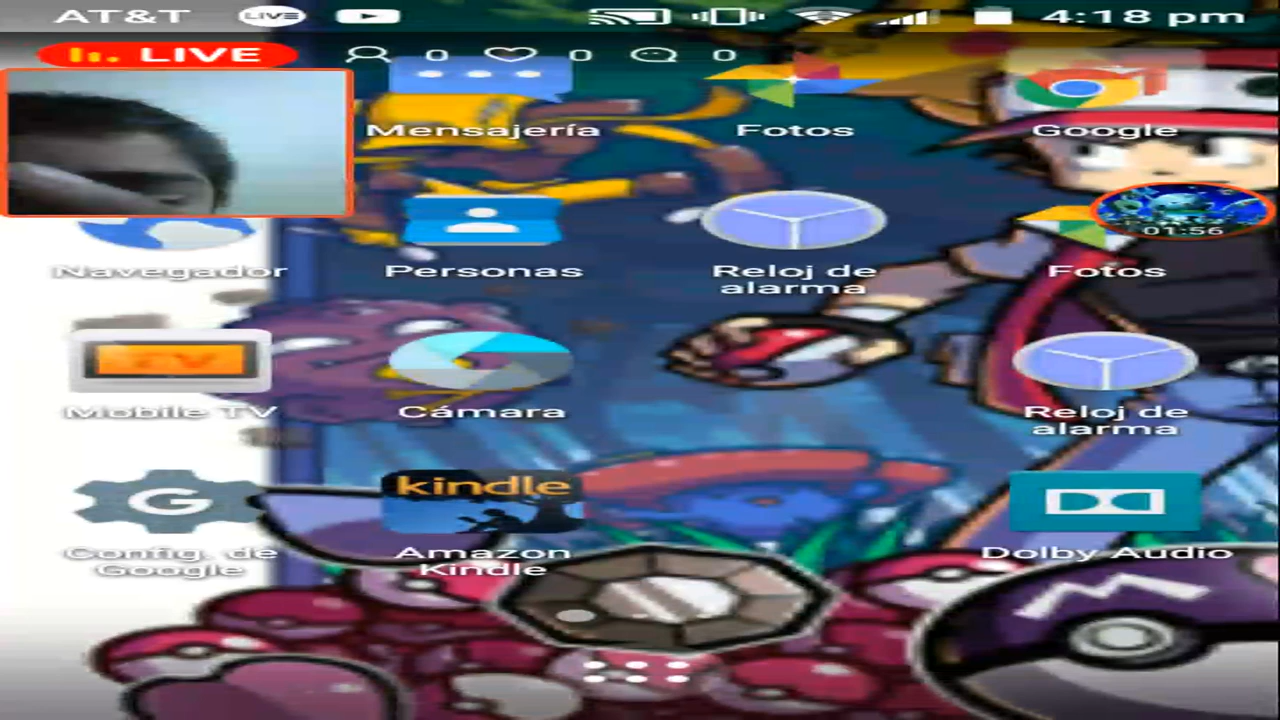 AT&T LIVE 4:18 pm
LIVE 0 0 0
Mensajería Fotos Google
01:56
Navegador Personas Reloj de alarma Fotos
TV
Mobile TV Cámara Reloj de alarma
G kindle
Config. de Google Amazon Kindle Dolby Audio